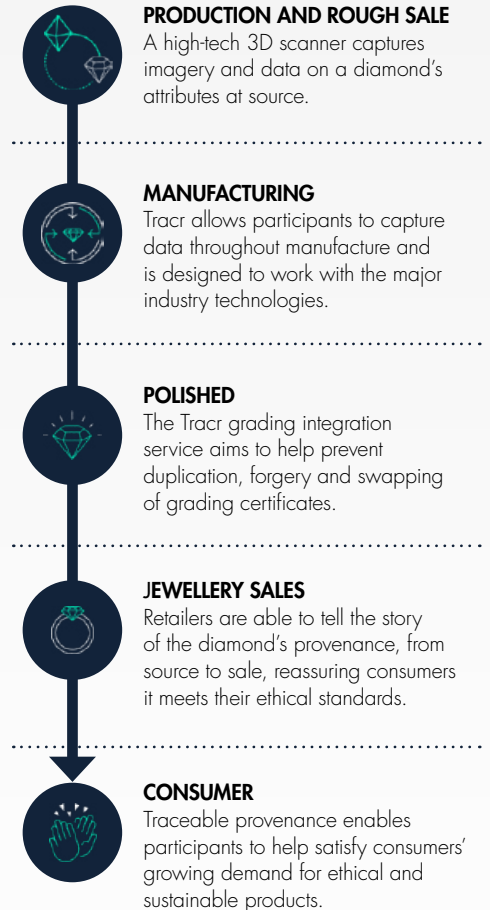 PRODUCTION AND ROUGH SALE
A high-tech 3D scanner captures
imagery and data on a diamond’s
attributes at source.
MANUFACTURING
Tracr allows participants to capture
data throughout manufacture and
is designed to work with the major
industry technologies.
POLISHED
The Tracr grading integration
service aims to help prevent
duplication, forgery and swapping
of grading certificates.
JEWELLERY SALES
Retailers are able to tell the story
of the diamond’s provenance, from
source to sale, reassuring consumers
it meets their ethical standards.
CONSUMER
Traceable provenance enables
participants to help satisfy consumers’
growing demand for ethical and
sustainable products.